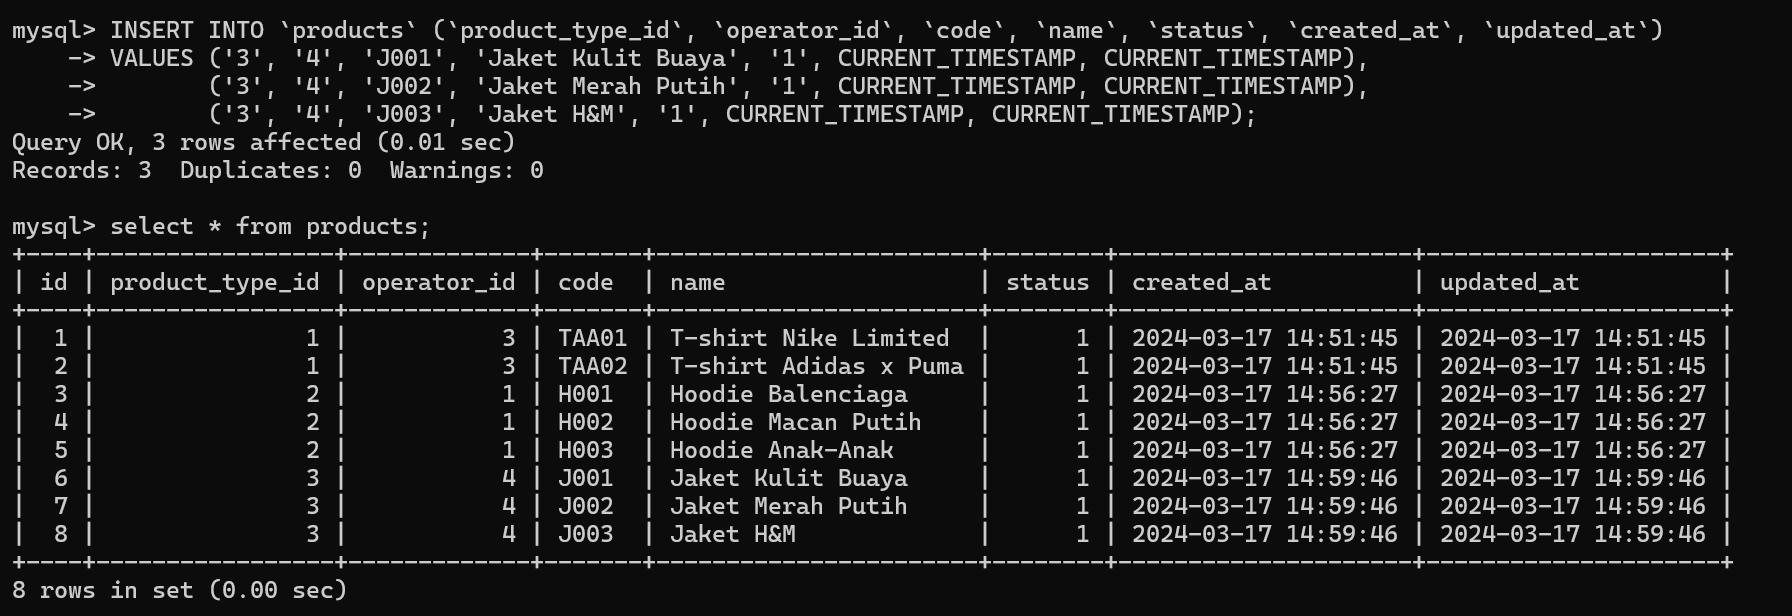 mysql> INSERT INTO `products` (`product_type_id`, `operator_id`, `code`, `name`, `status`, `created_at`, `updated_at`)
    -> VALUES ('3', '4', 'J001', 'Jaket Kulit Buaya', '1', CURRENT_TIMESTAMP, CURRENT_TIMESTAMP),
    ->        ('3', '4', 'J002', 'Jaket Merah Putih', '1', CURRENT_TIMESTAMP, CURRENT_TIMESTAMP),
    ->        ('3', '4', 'J003', 'Jaket H&M', '1', CURRENT_TIMESTAMP, CURRENT_TIMESTAMP);
Query OK, 3 rows affected (0.01 sec)
Records: 3  Duplicates: 0  Warnings: 0

mysql> select * from products;
+----+-----------------+-------------+-------+-----------------------+--------+---------------------+---------------------+
| id | product_type_id | operator_id | code  | name                  | status | created_at          | updated_at          |
+----+-----------------+-------------+-------+-----------------------+--------+---------------------+---------------------+
|  1 |               1 |           3 | TAA01 | T-shirt Nike Limited  |      1 | 2024-03-17 14:51:45 | 2024-03-17 14:51:45 |
|  2 |               1 |           3 | TAA02 | T-shirt Adidas x Puma |      1 | 2024-03-17 14:51:45 | 2024-03-17 14:51:45 |
|  3 |               2 |           1 | H001  | Hoodie Balenciaga     |      1 | 2024-03-17 14:56:27 | 2024-03-17 14:56:27 |
|  4 |               2 |           1 | H002  | Hoodie Macan Putih    |      1 | 2024-03-17 14:56:27 | 2024-03-17 14:56:27 |
|  5 |               2 |           1 | H003  | Hoodie Anak-Anak      |      1 | 2024-03-17 14:56:27 | 2024-03-17 14:56:27 |
|  6 |               3 |           4 | J001  | Jaket Kulit Buaya     |      1 | 2024-03-17 14:59:46 | 2024-03-17 14:59:46 |
|  7 |               3 |           4 | J002  | Jaket Merah Putih     |      1 | 2024-03-17 14:59:46 | 2024-03-17 14:59:46 |
|  8 |               3 |           4 | J003  | Jaket H&M             |      1 | 2024-03-17 14:59:46 | 2024-03-17 14:59:46 |
+----+-----------------+-------------+-------+-----------------------+--------+---------------------+---------------------+
8 rows in set (0.00 sec)